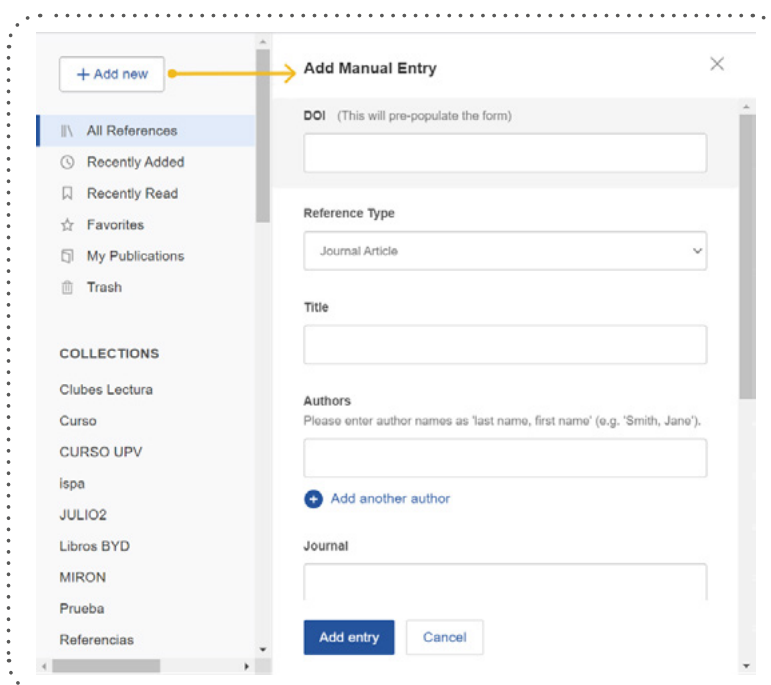 + Add new
All References
Recently Added
Recently Read
Favorites
My Publications
Trash
COLLECTIONS
Clubes Lectura
Curso
CURSO UPV
ispa
JULIO2
Libros BYD
MIRON
Prueba
Referencias
Add Manual Entry
DOI (This will pre-populate the form)
Reference Type
Journal Article
Title
Authors
Please enter author names as 'last name, first name' (e.g. 'Smith, Jane').
Add another author
Journal
Add entry
Cancel